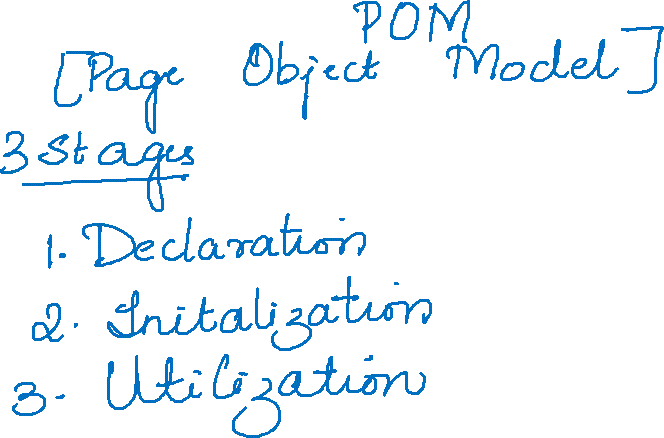 POM
[Page Object Model]
3 Stages
1. Declaration
2. Initalization
3. Utilization